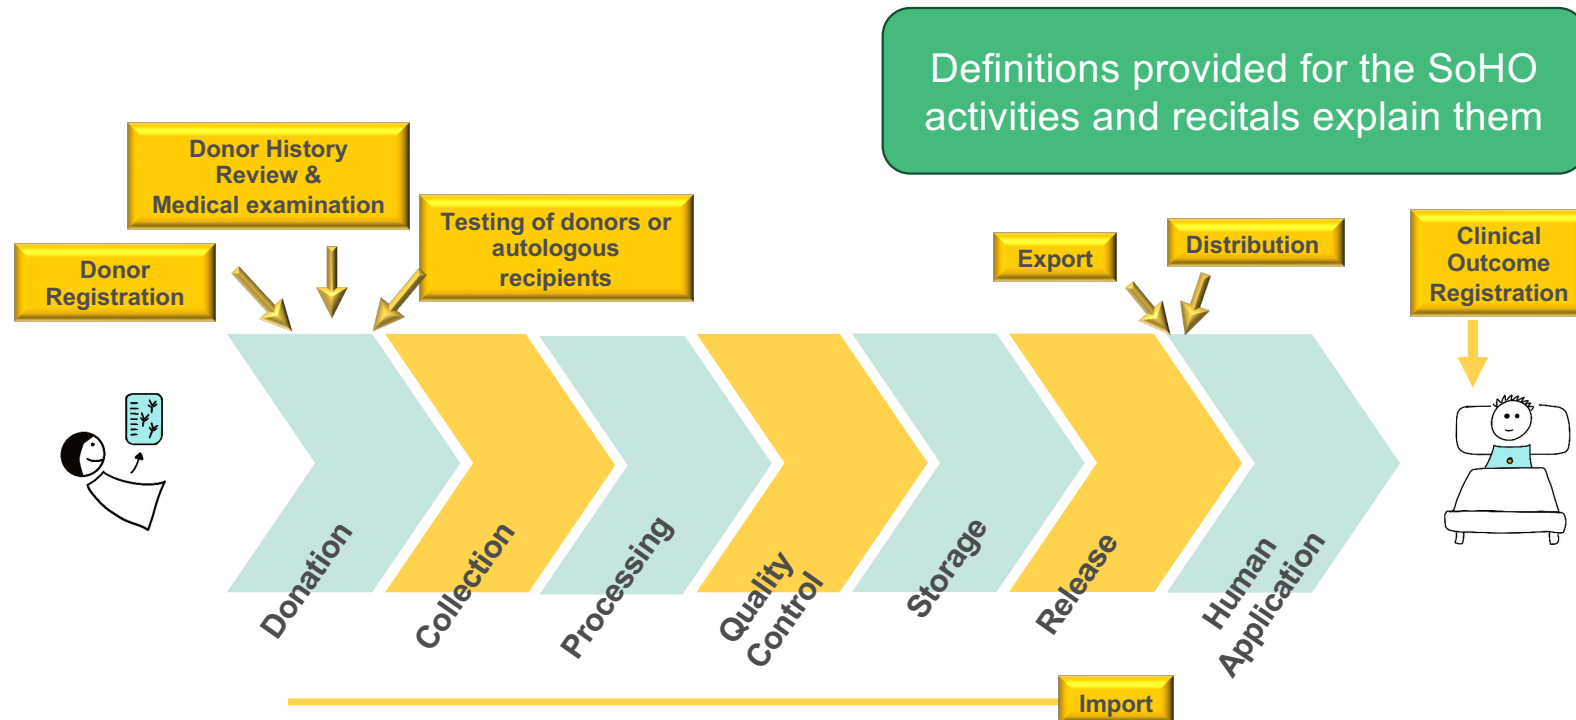 Definitions provided for the SoHO
activities and recitals explain them
Donor History
Review &
Medical examination
Testing of donors or
autologous
recipients
Donor
Registration
Export
Distribution
Clinical
Outcome
Registration
Donation
Collection
Processing
Quality
Control
Storage
Release
Human
Application
Import